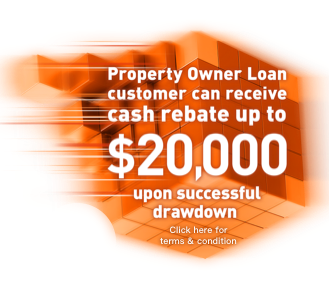 Property Owner Loan
customer can receive
cash rebate up to
$20,000
upon successful
drawdown
Click here for
terms & condition